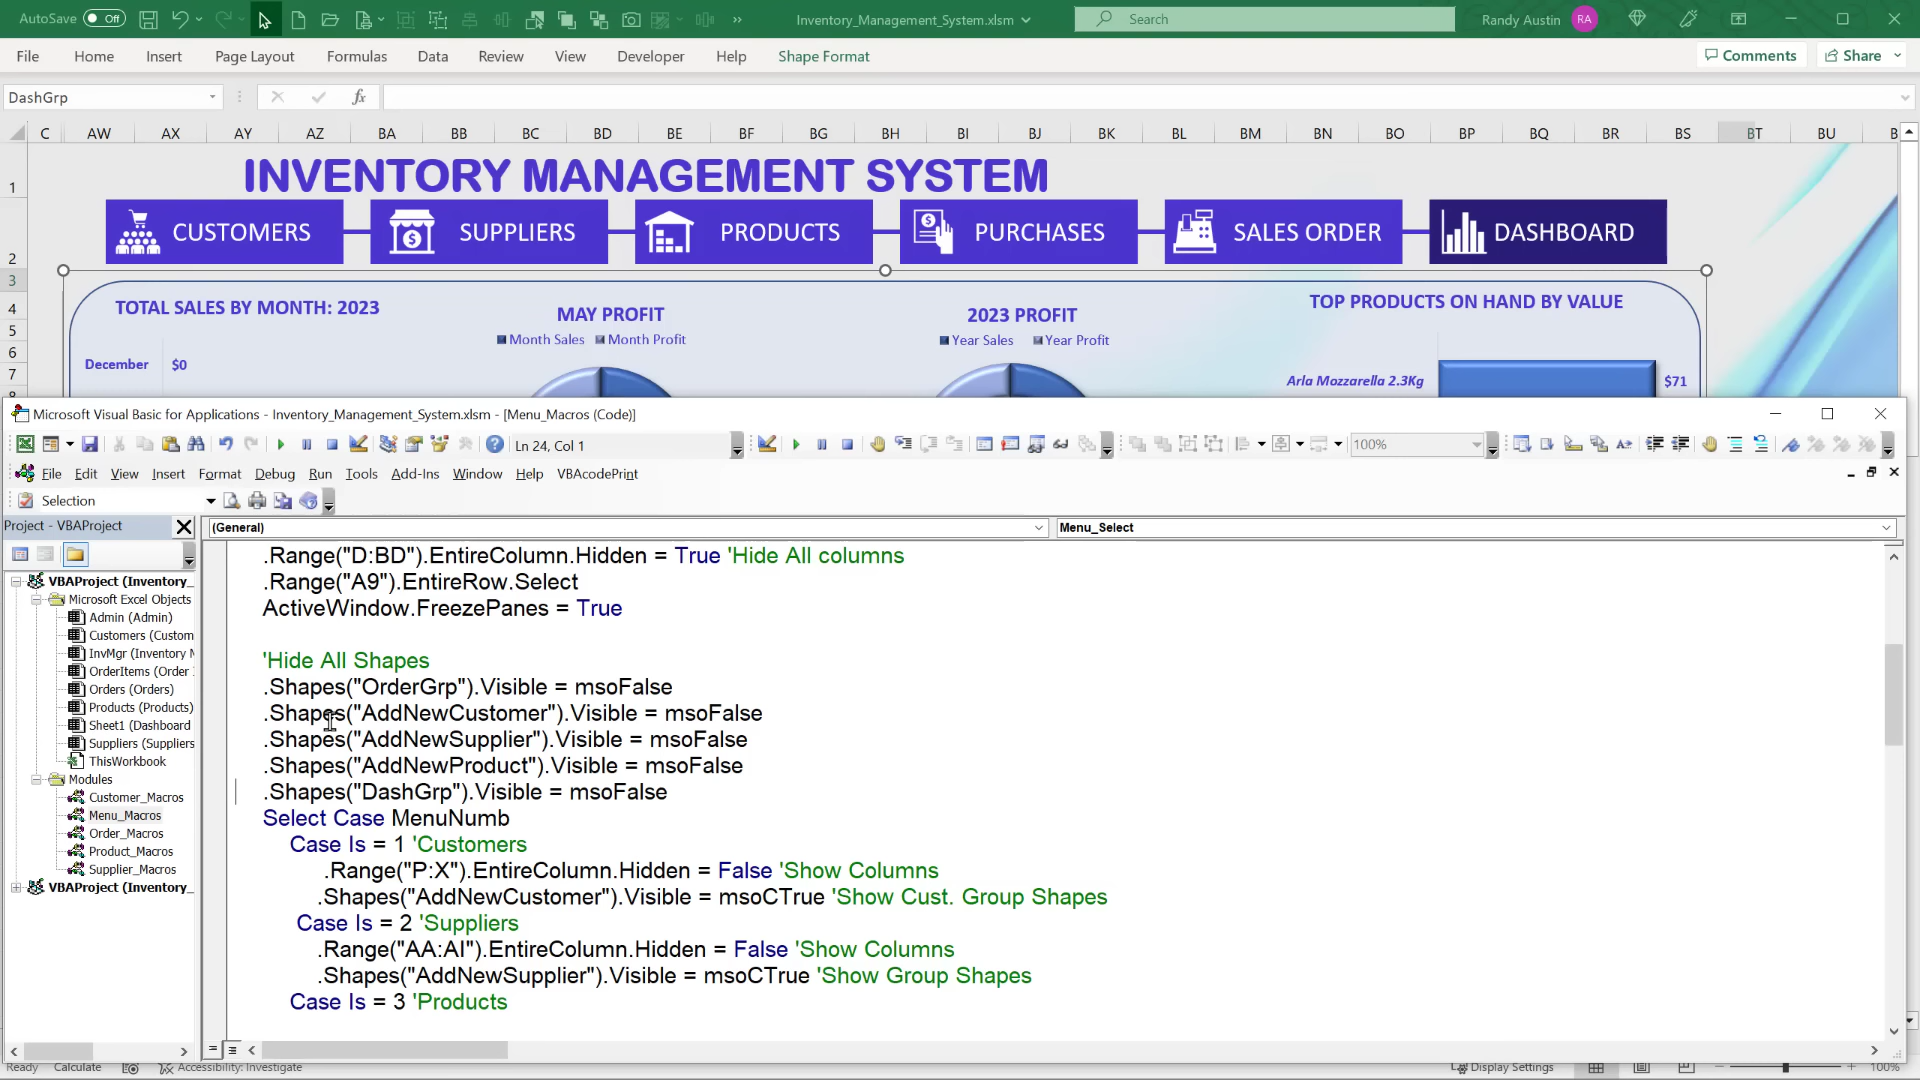 AutoSave Off Inventory_Management_System.xlsm Search Randy Austin RA
File Home Insert Page Layout Formulas Data Review View Developer Help Shape Format Comments Share
DashGrp fx
C AW AX AY AZ BA BB BC BD BE BF BG BH BI BJ BK BL BM BN BO BP BQ BR BS BT BU B
1 INVENTORY MANAGEMENT SYSTEM
2 CUSTOMERS SUPPLIERS PRODUCTS PURCHASES SALES ORDER DASHBOARD
3
4 TOTAL SALES BY MONTH: 2023 MAY PROFIT 2023 PROFIT TOP PRODUCTS ON HAND BY VALUE
5
6 Month Sales Month Profit Year Sales Year Profit
7 December $0
8 Arla Mozzarella 2.3Kg $71
Microsoft Visual Basic for Applications - Inventory_Management_System.xlsm - [Menu_Macros (Code)]
Ln 24, Col 1 100%
File Edit View Insert Format Debug Run Tools Add-Ins Window Help VBAcodePrint
Selection
Project - VBAProject
(General) Menu_Select
VBAProject (Inventory_
Microsoft Excel Objects
Admin (Admin)
Customers (Custom
InvMgr (Inventory M
OrderItems (Order
Orders (Orders)
Products (Products)
Sheet1 (Dashboard
Suppliers (Suppliers
ThisWorkbook
Modules
Customer_Macros
Menu_Macros
Order_Macros
Product_Macros
Supplier_Macros
VBAProject (Inventory_
.Range("D:BD").EntireColumn.Hidden = True 'Hide All columns
.Range("A9").EntireRow.Select
ActiveWindow.FreezePanes = True
'Hide All Shapes
.Shapes("OrderGrp").Visible = msoFalse
.Shapes("AddNewCustomer").Visible = msoFalse
.Shapes("AddNewSupplier").Visible = msoFalse
.Shapes("AddNewProduct").Visible = msoFalse
.Shapes("DashGrp").Visible = msoFalse
Select Case MenuNumb
Case Is = 1 'Customers
.Range("P:X").EntireColumn.Hidden = False 'Show Columns
.Shapes("AddNewCustomer").Visible = msoCTrue 'Show Cust. Group Shapes
Case Is = 2 'Suppliers
.Range("AA:AI").EntireColumn.Hidden = False 'Show Columns
.Shapes("AddNewSupplier").Visible = msoCTrue 'Show Group Shapes
Case Is = 3 'Products
Ready Calculate Accessibility: Investigate Display Settings 100%